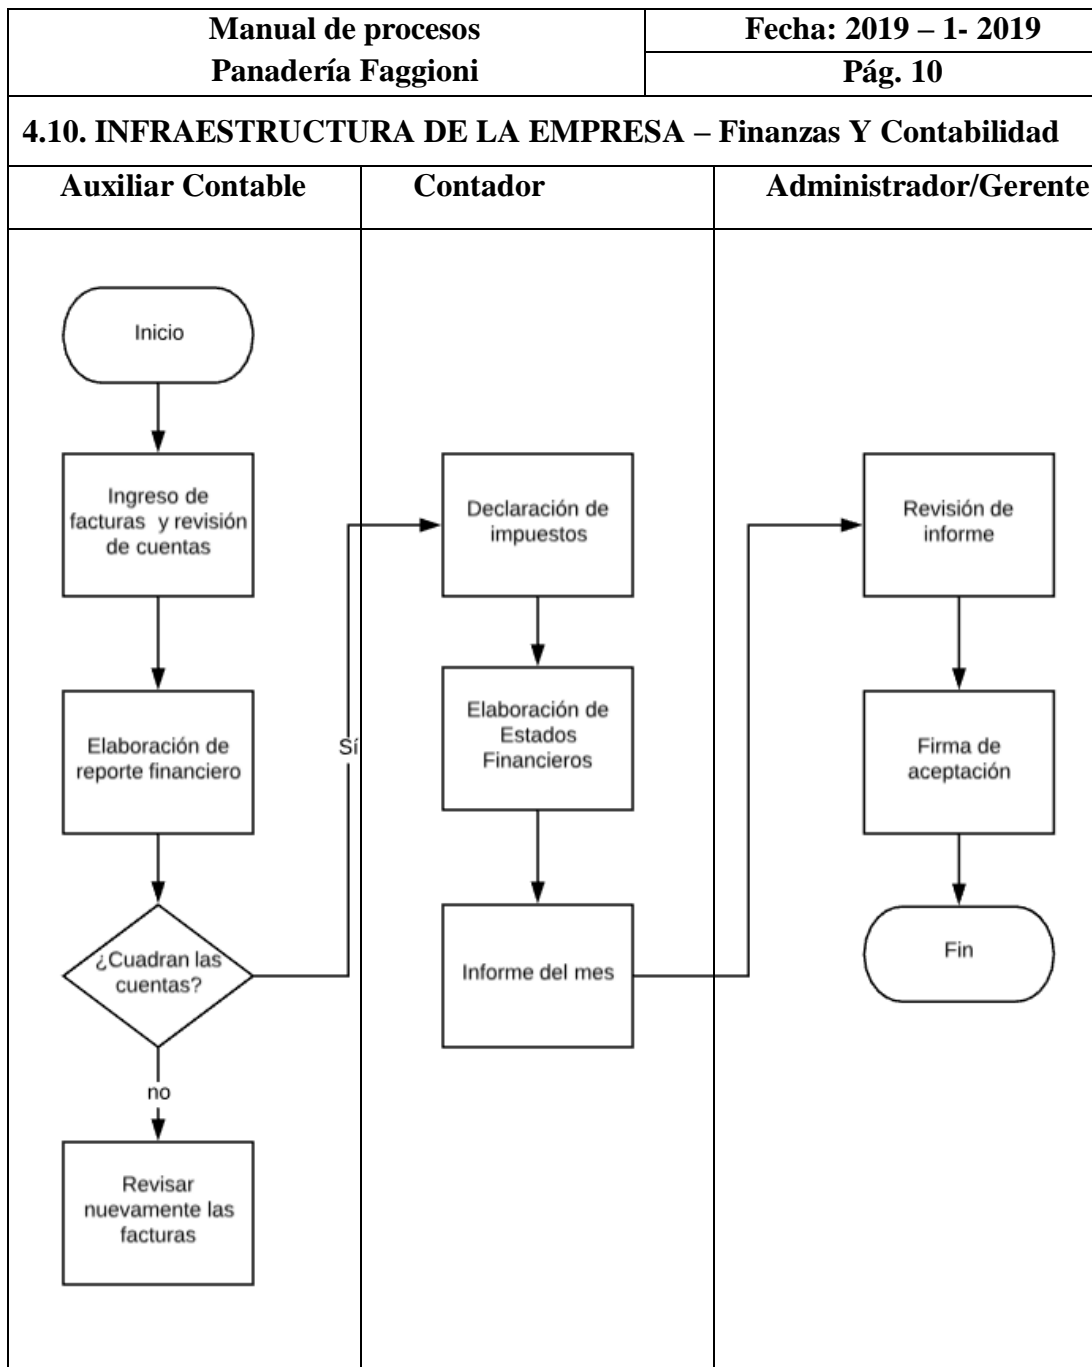 Manual de procesos
Panadería Faggioni
Fecha: 2019 – 1- 2019
Pág. 10
4.10. INFRAESTRUCTURA DE LA EMPRESA – Finanzas Y Contabilidad
Auxiliar Contable
Contador
Administrador/Gerente
Inicio
Ingreso de
facturas y revisión
de cuentas
Elaboración de
reporte financiero
¿Cuadran las
cuentas?
no
Revisar
nuevamente las
facturas
Sí
Declaración de
impuestos
Elaboración de
Estados
Financieros
Informe del mes
Revisión de
informe
Firma de
aceptación
Fin